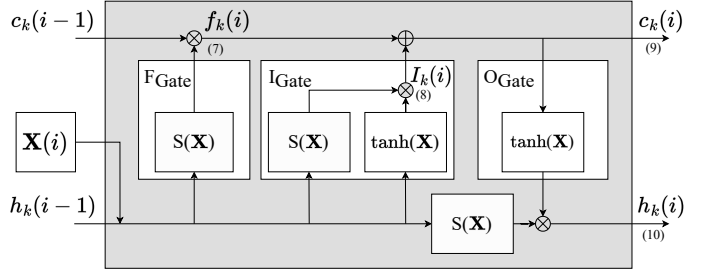 c_k(i−1) f_k(i) c_k(i)
(7) (9)
F_Gate I_Gate I_k(i) O_Gate
(8)
X(i) S(X) S(X) tanh(X) tanh(X)
h_k(i−1) h_k(i)
S(X) (10)